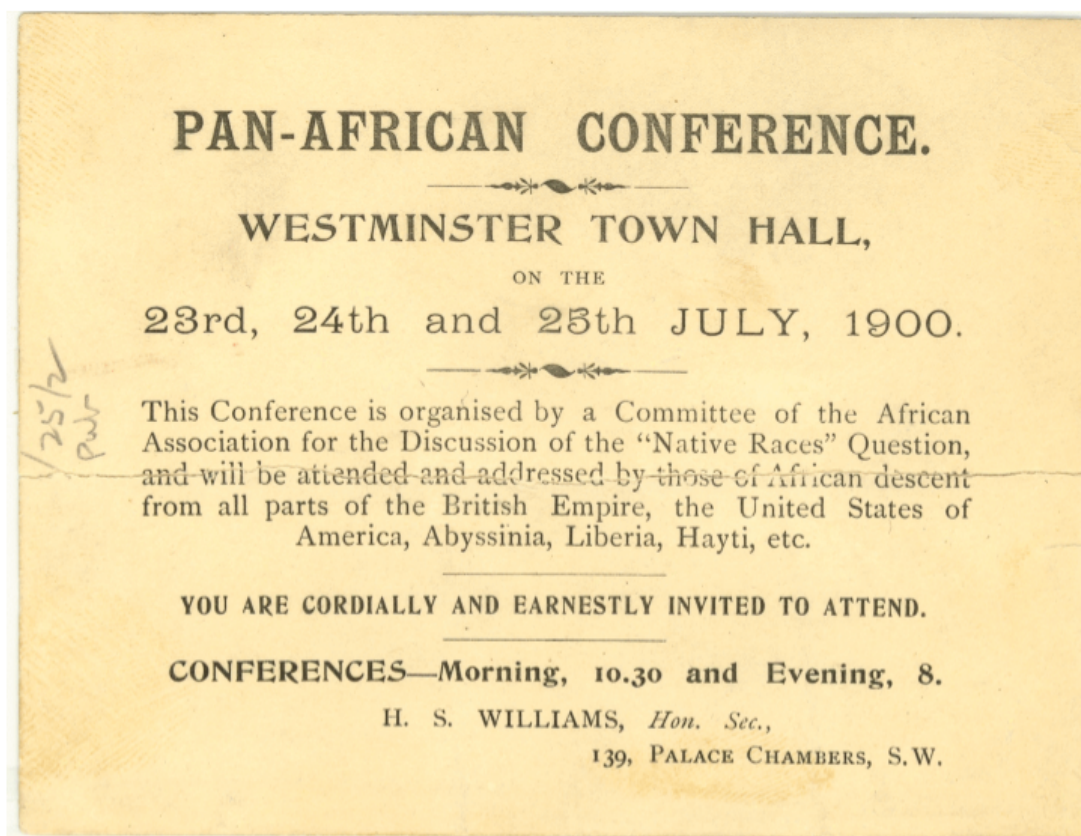 PAN-AFRICAN CONFERENCE.
WESTMINSTER TOWN HALL,
ON THE
23rd, 24th and 25th JULY, 1900.
This Conference is organised by a Committee of the African
Association for the Discussion of the “Native Races” Question,
and will be attended and addressed by those of African descent
from all parts of the British Empire, the United States of
America, Abyssinia, Liberia, Hayti, etc.
YOU ARE CORDIALLY AND EARNESTLY INVITED TO ATTEND.
CONFERENCES—Morning, 10.30 and Evening, 8.
H. S. WILLIAMS, Hon. Sec.,
139, PALACE CHAMBERS, S.W.